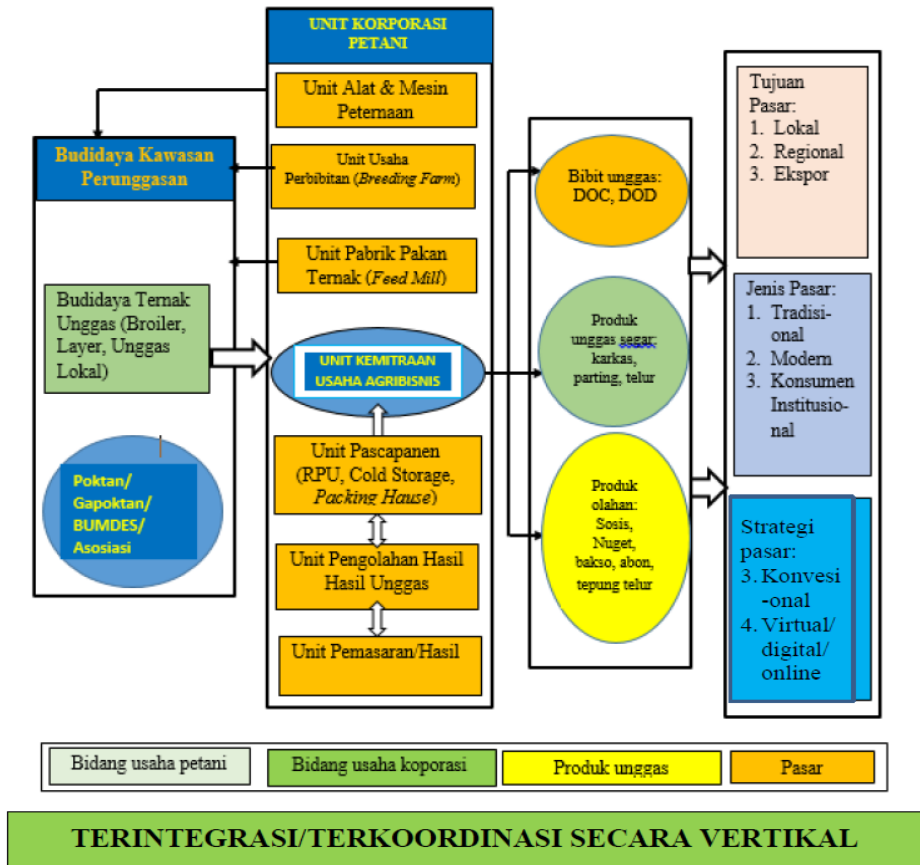 UNIT KORPORASI
PETANI
Unit Alat & Mesin
Peternaan
Unit Usaha
Perbibitan (Breeding Farm)
Unit Pabrik Pakan
Ternak (Feed Mill)
UNIT KEMITRAAN
USAHA AGRIBISNIS
Unit Pascapanen
(RPU, Cold Storage,
Packing Hause)
Unit Pengolahan Hasil
Hasil Unggas
Unit Pemasaran/Hasil
Budidaya Kawasan
Perunggasan
Budidaya Ternak
Unggas (Broiler,
Layer, Unggas
Lokal)
Poktan/
Gapoktan/
BUMDES/
Asosiasi
Bibit unggas:
DOC, DOD
Produk
unggas segar:
karkas,
parting, telur
Produk
olahan:
Sosis,
Nuget,
bakso, abon,
tepung telur
Tujuan
Pasar:
1. Lokal
2. Regional
3. Ekspor
Jenis Pasar:
1. Tradisi-
onal
2. Modern
3. Konsumen
Institusio-
nal
Strategi
pasar:
3. Konvesi
-onal
4. Virtual/
digital/
online
Bidang usaha petani
Bidang usaha koporasi
Produk unggas
Pasar
TERINTEGRASI/TERKOORDINASI SECARA VERTIKAL